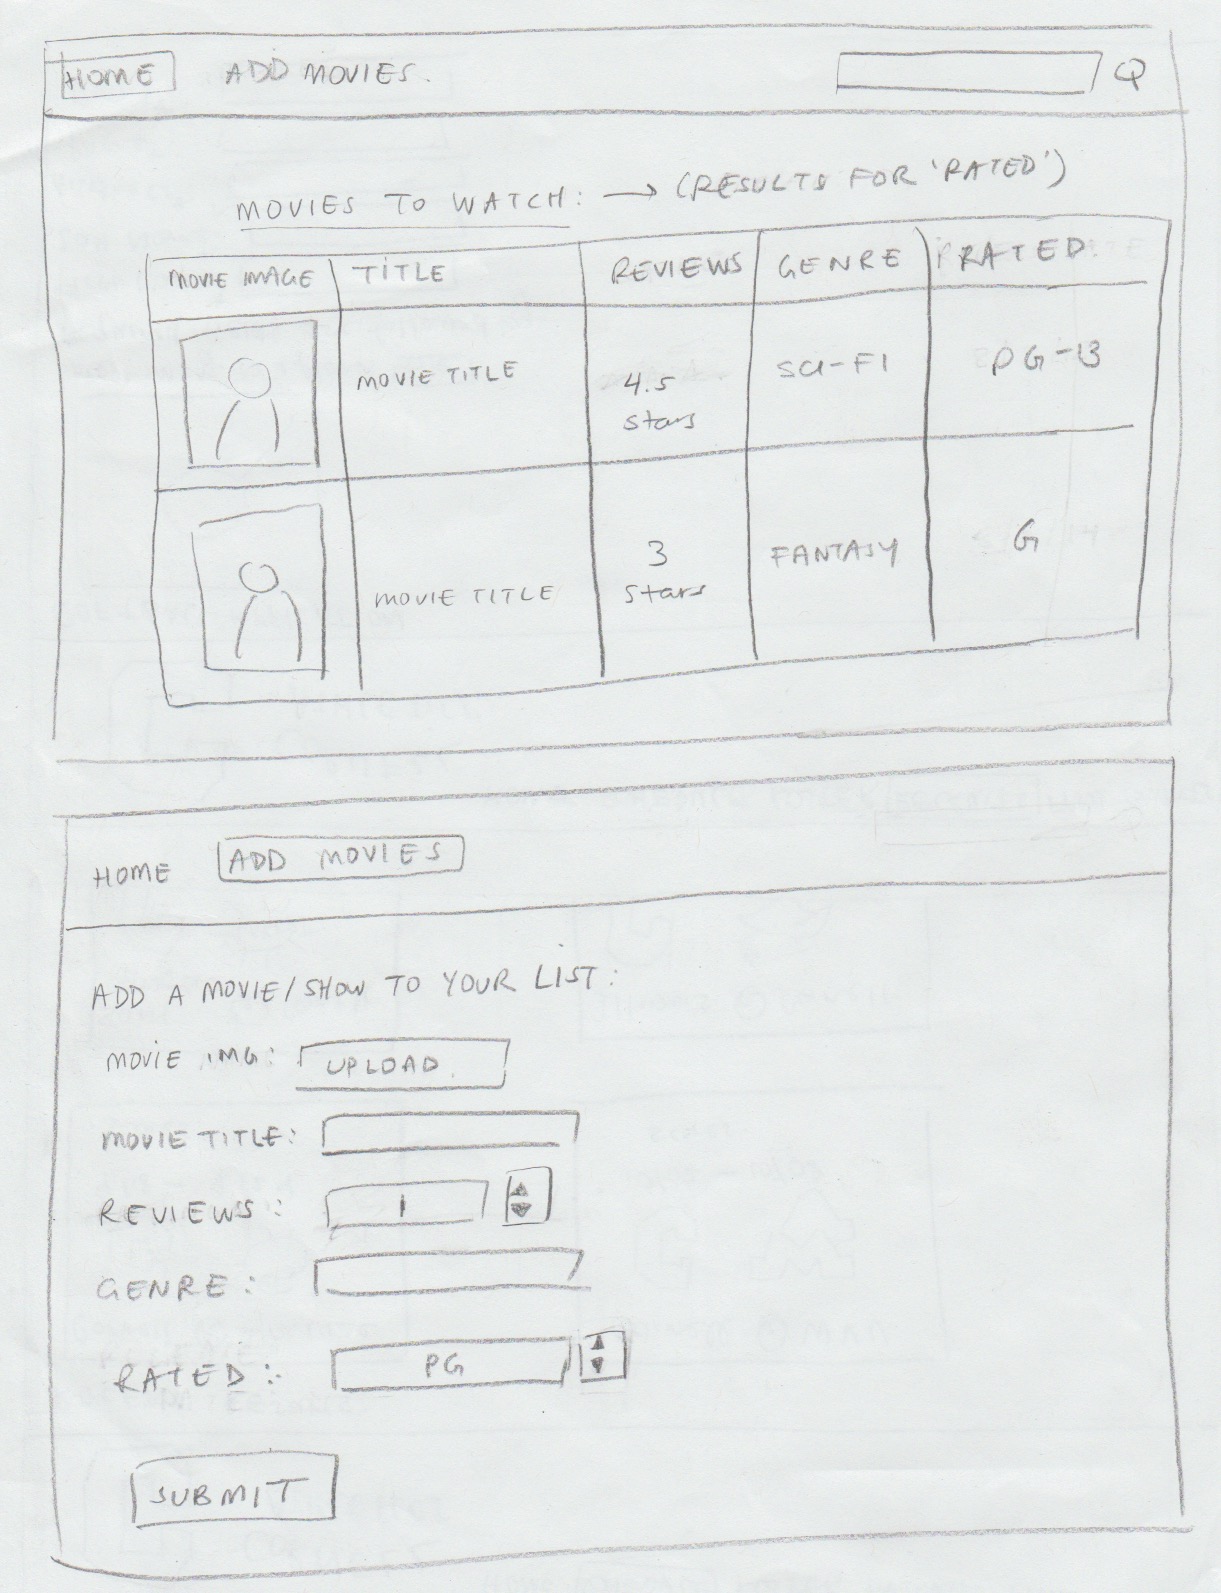 HOME ADD MOVIES.
MOVIES TO WATCH: → (RESULTS FOR 'RATED')
MOVIE IMAGE TITLE REVIEWS GENRE RATED
MOVIE TITLE 4.5 stars SCI-FI PG-13
MOVIE TITLE 3 stars FANTASY G
HOME ADD MOVIES
ADD A MOVIE/SHOW TO YOUR LIST:
MOVIE IMG: UPLOAD
MOVIE TITLE:
REVIEWS: 1
GENRE:
RATED: PG
SUBMIT